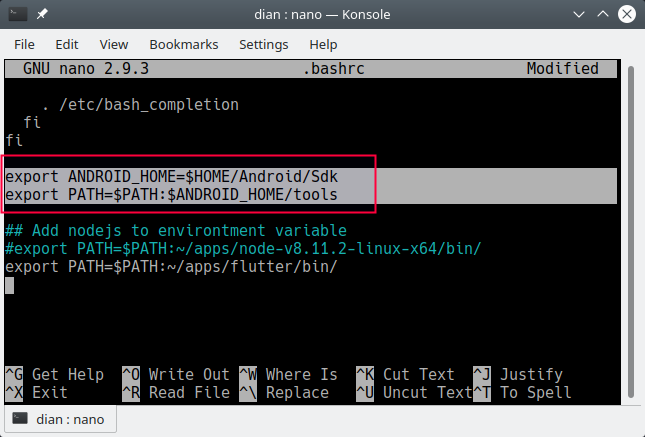 dian : nano — Konsole
File Edit View Bookmarks Settings Help
GNU nano 2.9.3 .bashrc Modified
. /etc/bash_completion
fi
fi
export ANDROID_HOME=$HOME/Android/Sdk
export PATH=$PATH:$ANDROID_HOME/tools
## Add nodejs to environtment variable
#export PATH=$PATH:~/apps/node-v8.11.2-linux-x64/bin/
export PATH=$PATH:~/apps/flutter/bin/
^G Get Help ^O Write Out ^W Where Is ^K Cut Text ^J Justify
^X Exit ^R Read File ^\ Replace ^U Uncut Text ^T To Spell
dian : nano